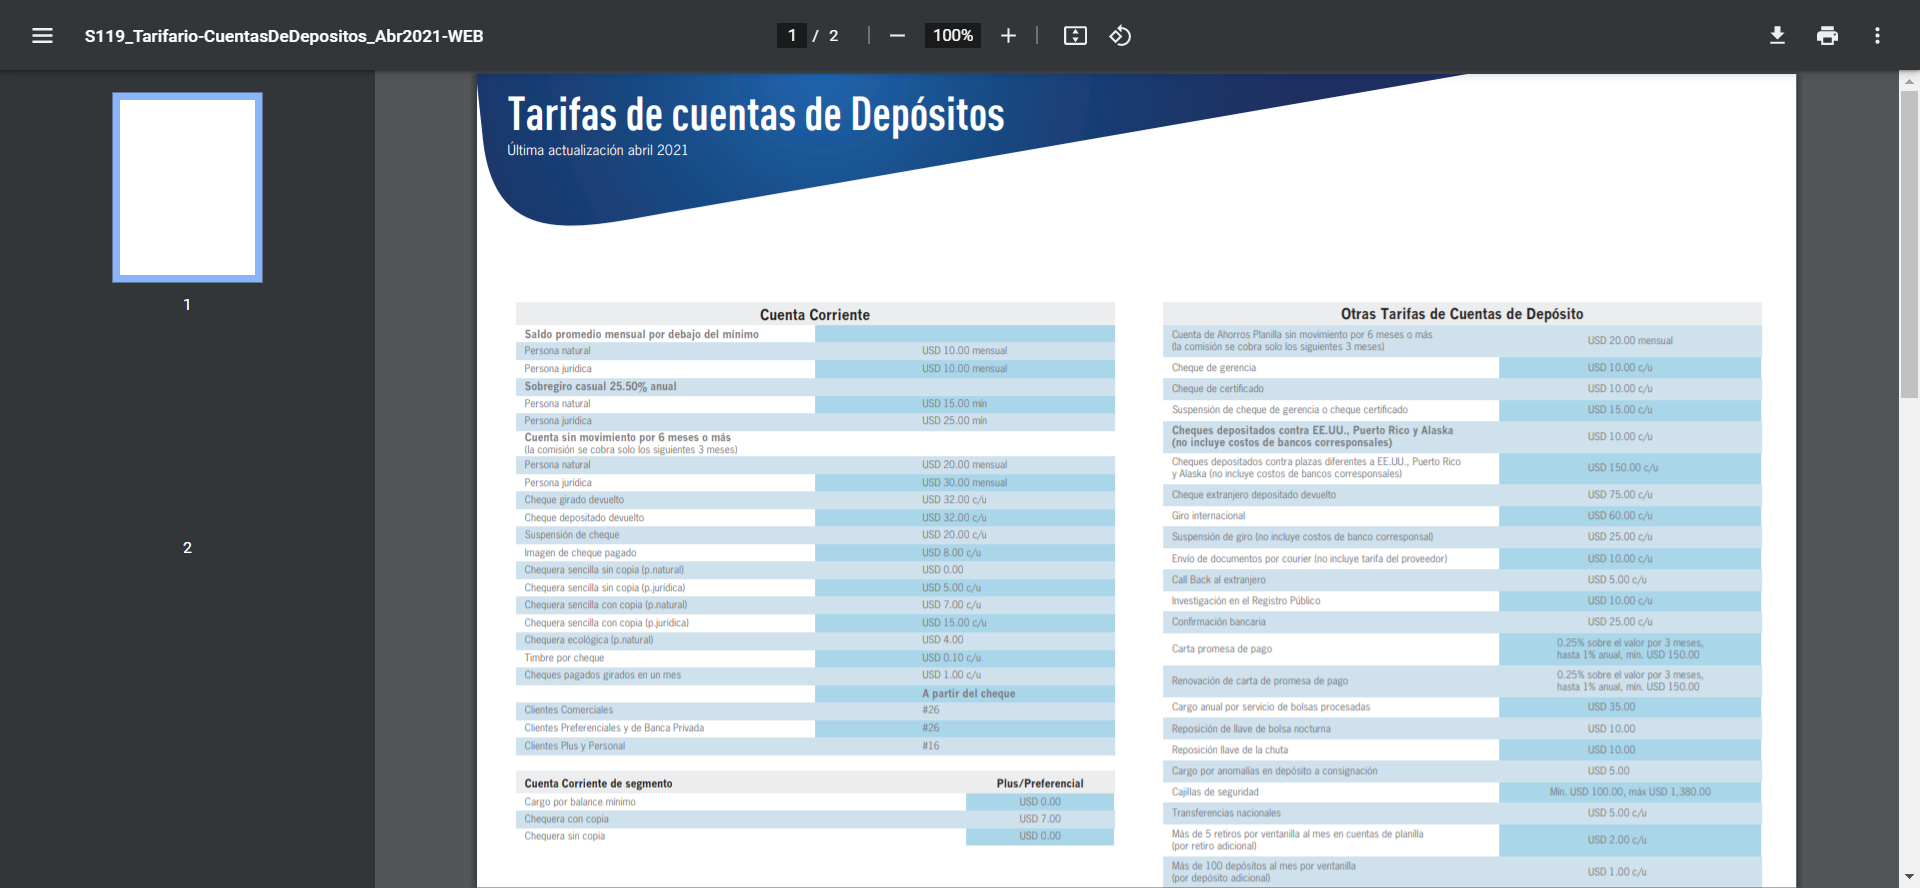 S119_Tarifario-CuentasDeDepositos_Abr2021-WEB
1 / 2
100%
1
2
Tarifas de cuentas de Depósitos
Última actualización abril 2021
Cuenta Corriente
Saldo promedio mensual por debajo del mínimo
Persona natural USD 10.00 mensual
Persona jurídica USD 10.00 mensual
Sobregiro casual 25.50% anual
Persona natural USD 15.00 min
Persona jurídica USD 25.00 min
Cuenta sin movimiento por 6 meses o más
(la comisión se cobra solo los siguientes 3 meses)
Persona natural USD 20.00 mensual
Persona jurídica USD 30.00 mensual
Cheque girado devuelto USD 32.00 c/u
Cheque depositado devuelto USD 32.00 c/u
Suspensión de cheque USD 20.00 c/u
Imagen de cheque pagado USD 8.00 c/u
Chequera sencilla sin copia (p.natural) USD 0.00
Chequera sencilla sin copia (p.jurídica) USD 5.00 c/u
Chequera sencilla con copia (p.natural) USD 7.00 c/u
Chequera sencilla con copia (p.jurídica) USD 15.00 c/u
Chequera ecológica (p.natural) USD 4.00
Timbre por cheque USD 0.10 c/u
Cheques pagados girados en un mes USD 1.00 c/u
A partir del cheque
Clientes Comerciales #26
Clientes Preferenciales y de Banca Privada #26
Clientes Plus y Personal #16
Cuenta Corriente de segmento Plus/Preferencial
Cargo por balance mínimo USD 0.00
Chequera con copia USD 7.00
Chequera sin copia USD 0.00
Otras Tarifas de Cuentas de Depósito
Cuenta de Ahorros Planilla sin movimiento por 6 meses o más
(la comisión se cobra solo los siguientes 3 meses) USD 20.00 mensual
Cheque de gerencia USD 10.00 c/u
Cheque de certificado USD 10.00 c/u
Suspensión de cheque de gerencia o cheque certificado USD 15.00 c/u
Cheques depositados contra EE.UU., Puerto Rico y Alaska
(no incluye costos de bancos corresponsales) USD 10.00 c/u
Cheques depositados contra plazas diferentes a EE.UU., Puerto Rico
y Alaska (no incluye costos de bancos corresponsales) USD 150.00 c/u
Cheque extranjero depositado devuelto USD 75.00 c/u
Giro internacional USD 60.00 c/u
Suspensión de giro (no incluye costos de banco corresponsal) USD 25.00 c/u
Envío de documentos por courier (no incluye tarifa del proveedor) USD 10.00 c/u
Call Back al extranjero USD 5.00 c/u
Investigación en el Registro Público USD 10.00 c/u
Confirmación bancaria USD 25.00 c/u
Carta promesa de pago 0.25% sobre el valor por 3 meses,
hasta 1% anual, mín. USD 150.00
Renovación de carta de promesa de pago 0.25% sobre el valor por 3 meses,
hasta 1% anual, mín. USD 150.00
Cargo anual por servicio de bolsas procesadas USD 35.00
Reposición de llave de bolsa nocturna USD 10.00
Reposición llave de la chuta USD 10.00
Cargo por anomalías en depósito a consignación USD 5.00
Cajillas de seguridad Min. USD 100.00, máx USD 1,380.00
Transferencias nacionales USD 5.00 c/u
Más de 5 retiros por ventanilla al mes en cuentas de planilla
(por retiro adicional) USD 2.00 c/u
Más de 100 depósitos al mes por ventanilla
(por depósito adicional) USD 1.00 c/u